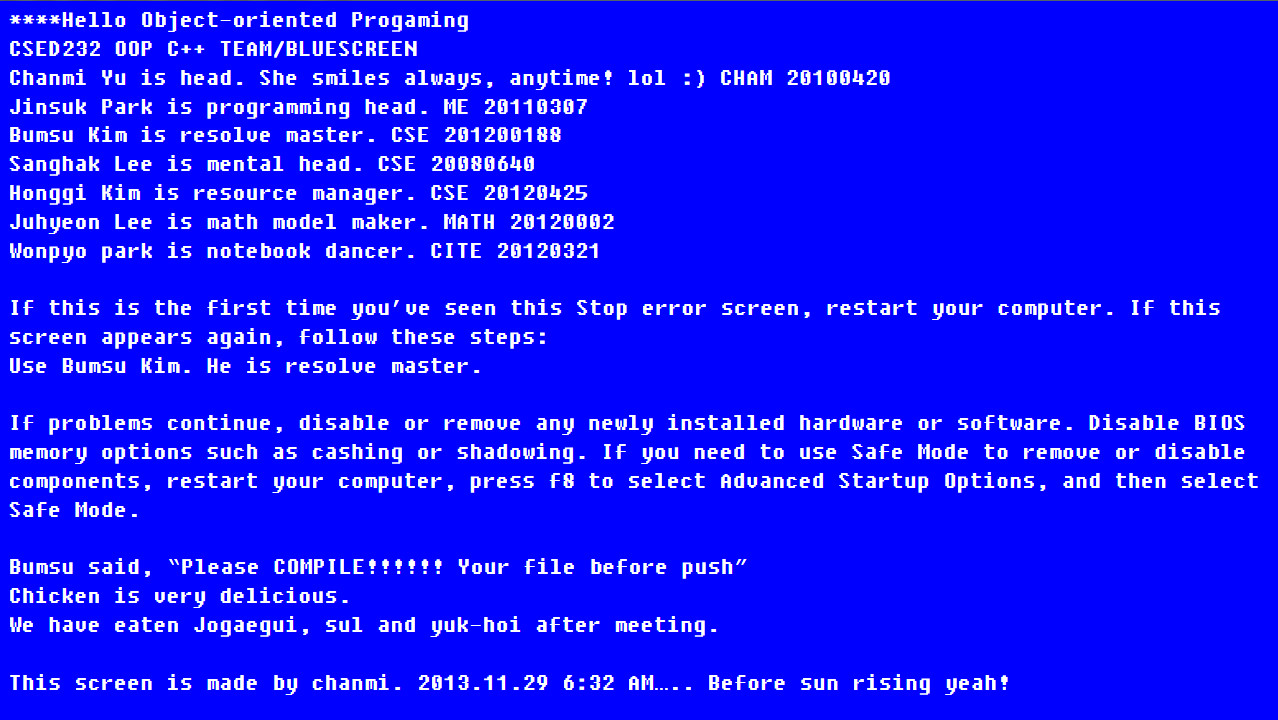 ****Hello Object-oriented Progaming
CSED232 OOP C++ TEAM/BLUESCREEN
Chanmi Yu is head. She smiles always, anytime! lol :} CHAM 20100420
Jinsuk Park is programming head. ME 20110307
Bumsu Kim is resolve master. CSE 201200188
Sanghak Lee is mental head. CSE 20080640
Honggi Kim is resource manager. CSE 20120425
Juhyeon Lee is math model maker. MATH 20120002
Wonpyo park is notebook dancer. CITE 20120321
If this is the first time you've seen this Stop error screen, restart your computer. If this
screen appears again, follow these steps:
Use Bumsu Kim. He is resolve master.
If problems continue, disable or remove any newly installed hardware or software. Disable BIOS
memory options such as cashing or shadowing. If you need to use Safe Mode to remove or disable
components, restart your computer, press f8 to select Advanced Startup Options, and then select
Safe Mode.
Bumsu said, “Please COMPILE!!!!!! Your file before push”
Chicken is very delicious.
We have eaten Jogaegui, sul and yuk-hoi after meeting.
This screen is made by chanmi. 2013.11.29 6:32 AM….. Before sun rising yeah!